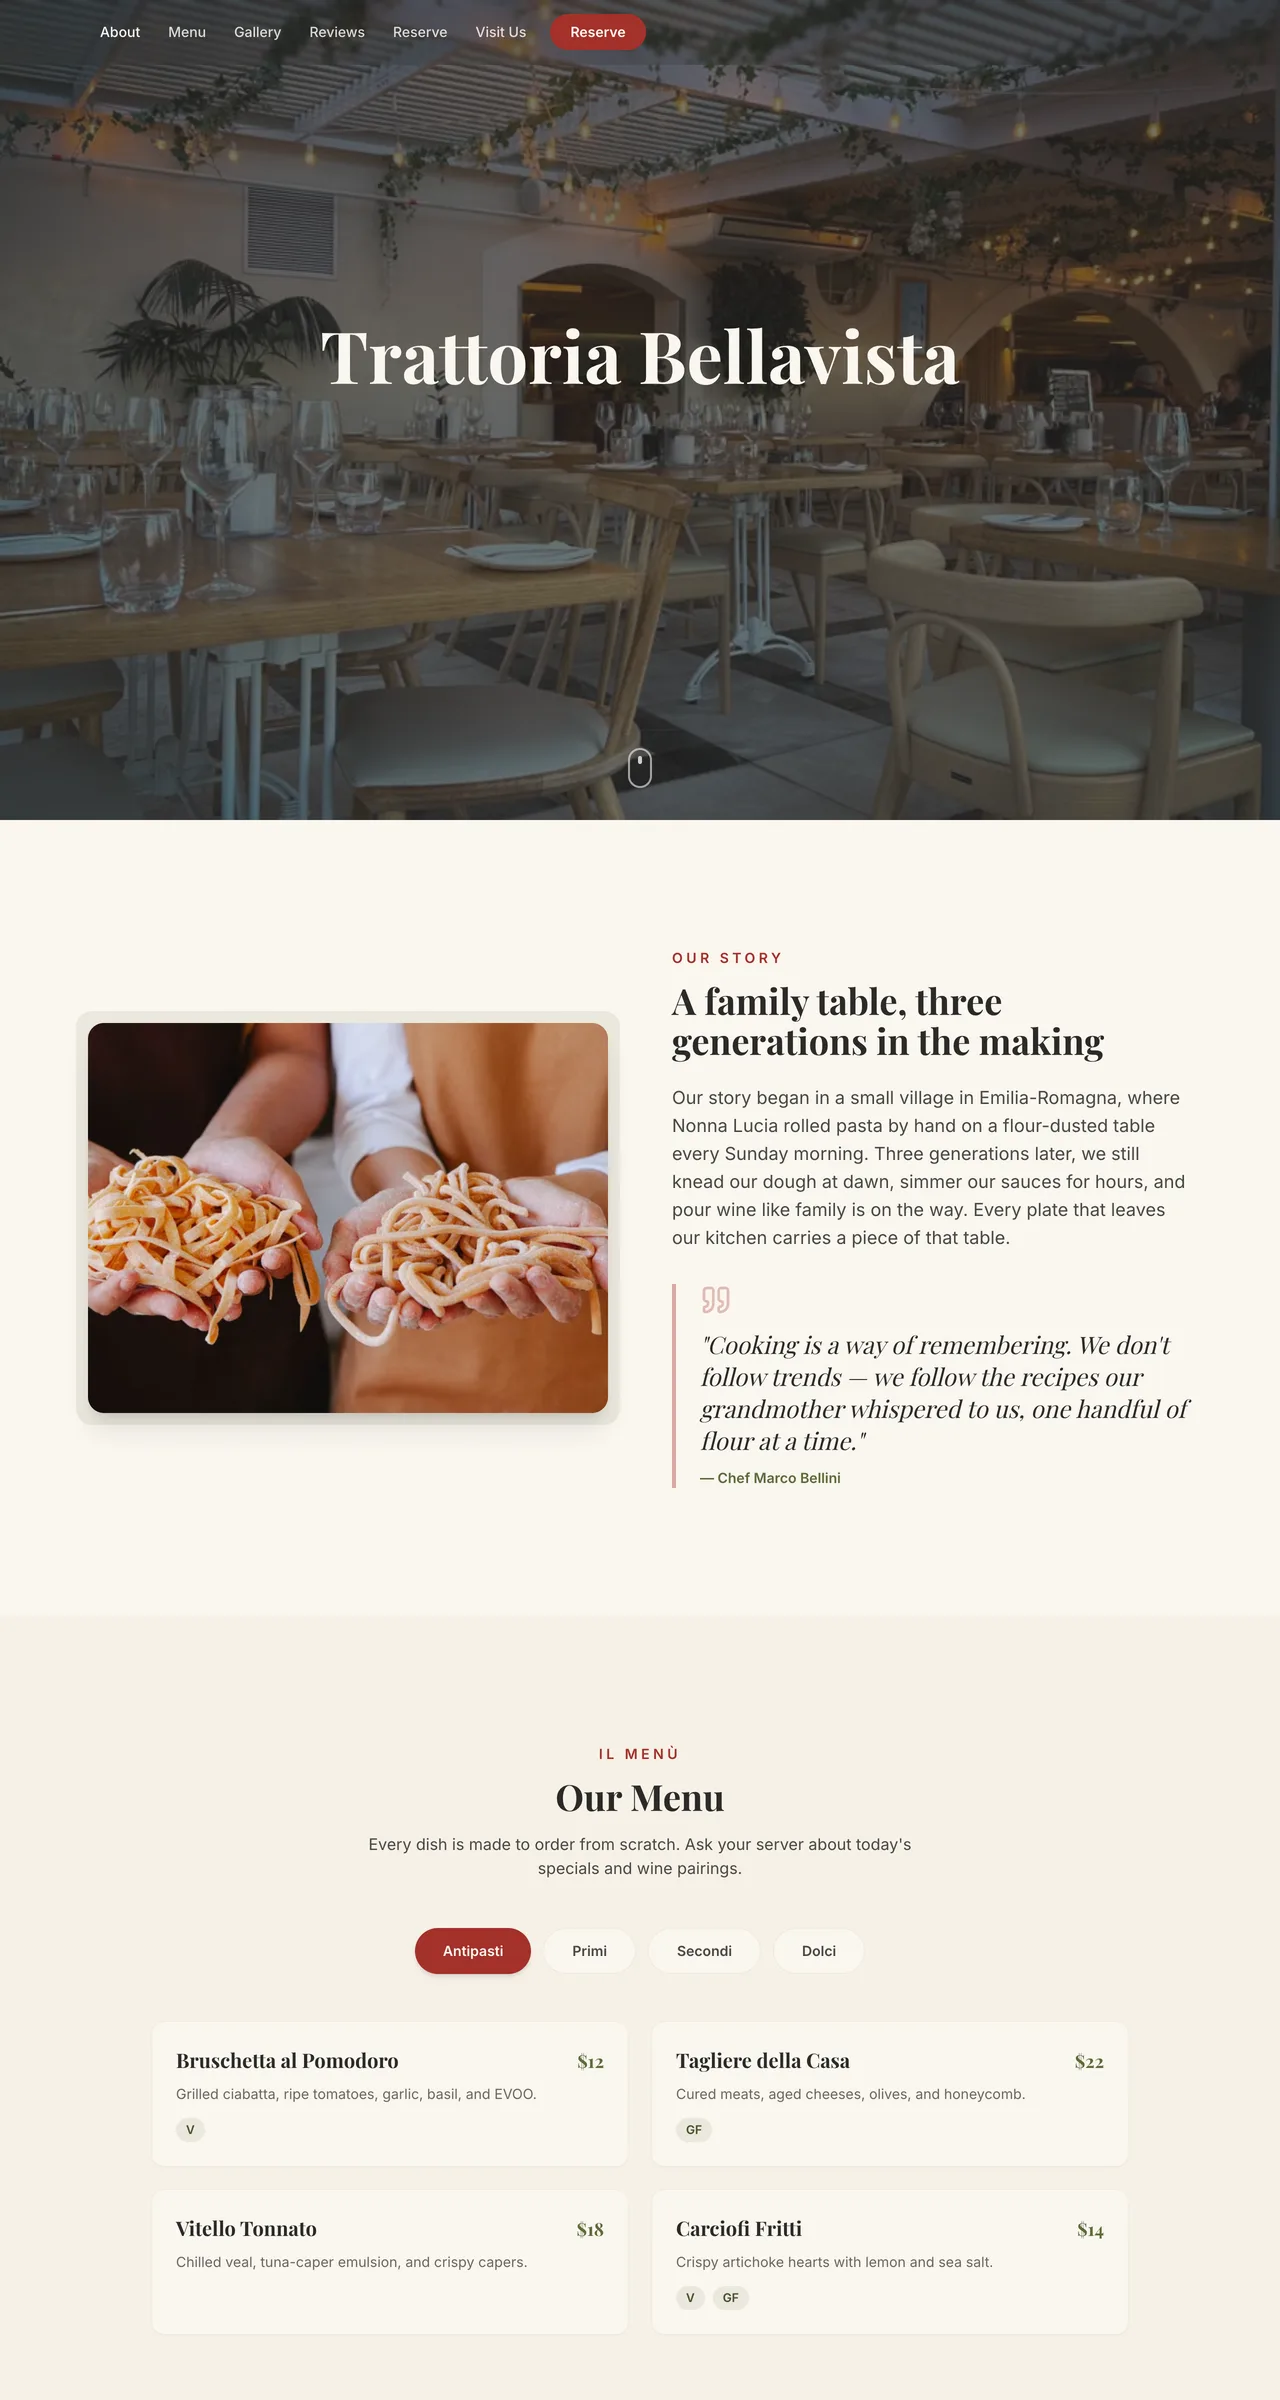 About Menu Gallery Reviews Reserve Visit Us Reserve
Trattoria Bellavista
OUR STORY
A family table, three
generations in the making
Our story began in a small village in Emilia-Romagna, where
Nonna Lucia rolled pasta by hand on a flour-dusted table
every Sunday morning. Three generations later, we still
knead our dough at dawn, simmer our sauces for hours, and
pour wine like family is on the way. Every plate that leaves
our kitchen carries a piece of that table.
"Cooking is a way of remembering. We don't
follow trends — we follow the recipes our
grandmother whispered to us, one handful of
flour at a time."
— Chef Marco Bellini
IL MENÙ
Our Menu
Every dish is made to order from scratch. Ask your server about today's
specials and wine pairings.
Antipasti Primi Secondi Dolci
Bruschetta al Pomodoro $12
Grilled ciabatta, ripe tomatoes, garlic, basil, and EVOO.
V
Tagliere della Casa $22
Cured meats, aged cheeses, olives, and honeycomb.
GF
Vitello Tonnato $18
Chilled veal, tuna-caper emulsion, and crispy capers.
Carciofi Fritti $14
Crispy artichoke hearts with lemon and sea salt.
V GF